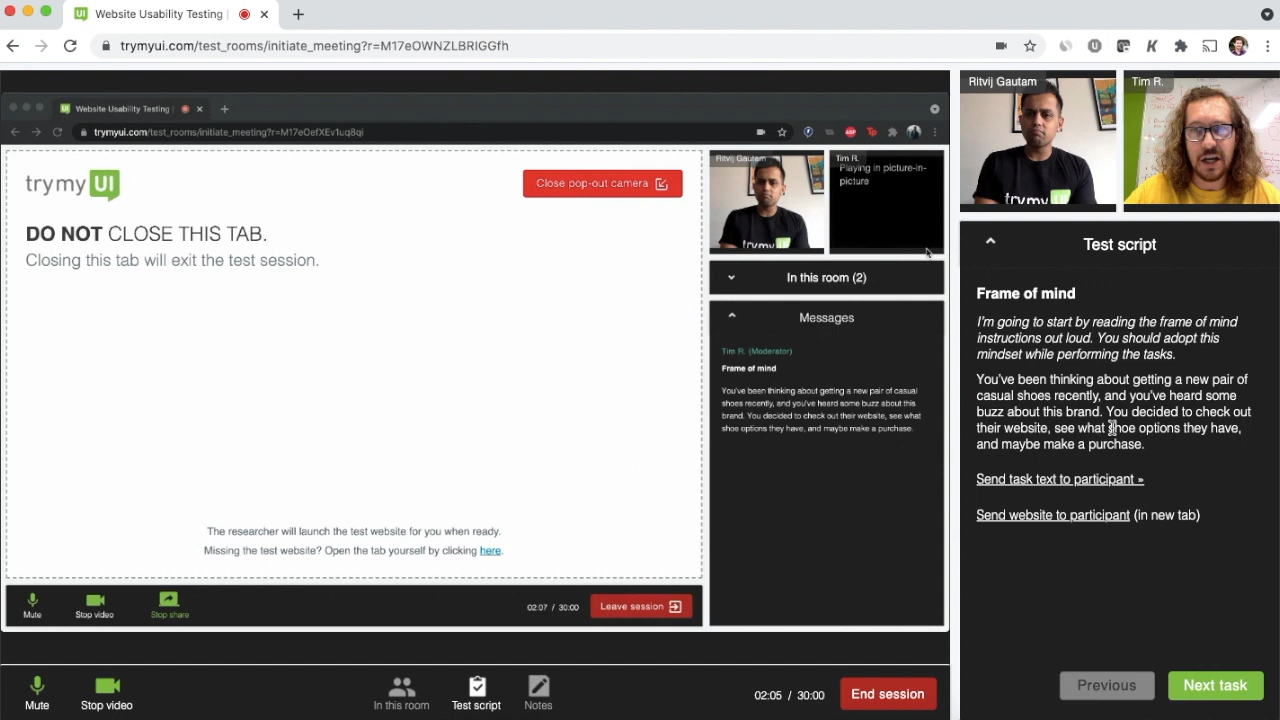 Website Usability Testing |
trymyui.com/test_rooms/initiate_meeting?r=M17eOWNZLBRIGGfh
Website Usability Testing |
trymyui.com/test_rooms/initiate_meeting?r=M17eOefXEv1uq8qi
trymyUI
Close pop-out camera
DO NOT CLOSE THIS TAB.
Closing this tab will exit the test session.
The researcher will launch the test website for you when ready.
Missing the test website? Open the tab yourself by clicking here.
Mute
Stop video
Stop share
02:07 / 30:00
Leave session
Ritvij Gautam
Tim R.
Playing in picture-in-
picture
In this room (2)
Messages
Tim R. (Moderator)
Frame of mind
You've been thinking about getting a new pair of casual
shoes recently, and you've heard some buzz about this
brand. You decided to check out their website, see what
shoe options they have, and maybe make a purchase.
Ritvij Gautam
Tim R.
Test script
Frame of mind
I'm going to start by reading the frame of mind
instructions out loud. You should adopt this
mindset while performing the tasks.
You've been thinking about getting a new pair of
casual shoes recently, and you've heard some
buzz about this brand. You decided to check out
their website, see what shoe options they have,
and maybe make a purchase.
Send task text to participant »
Send website to participant (in new tab)
Previous
Next task
Mute
Stop video
In this room
Test script
Notes
02:05 / 30:00
End session